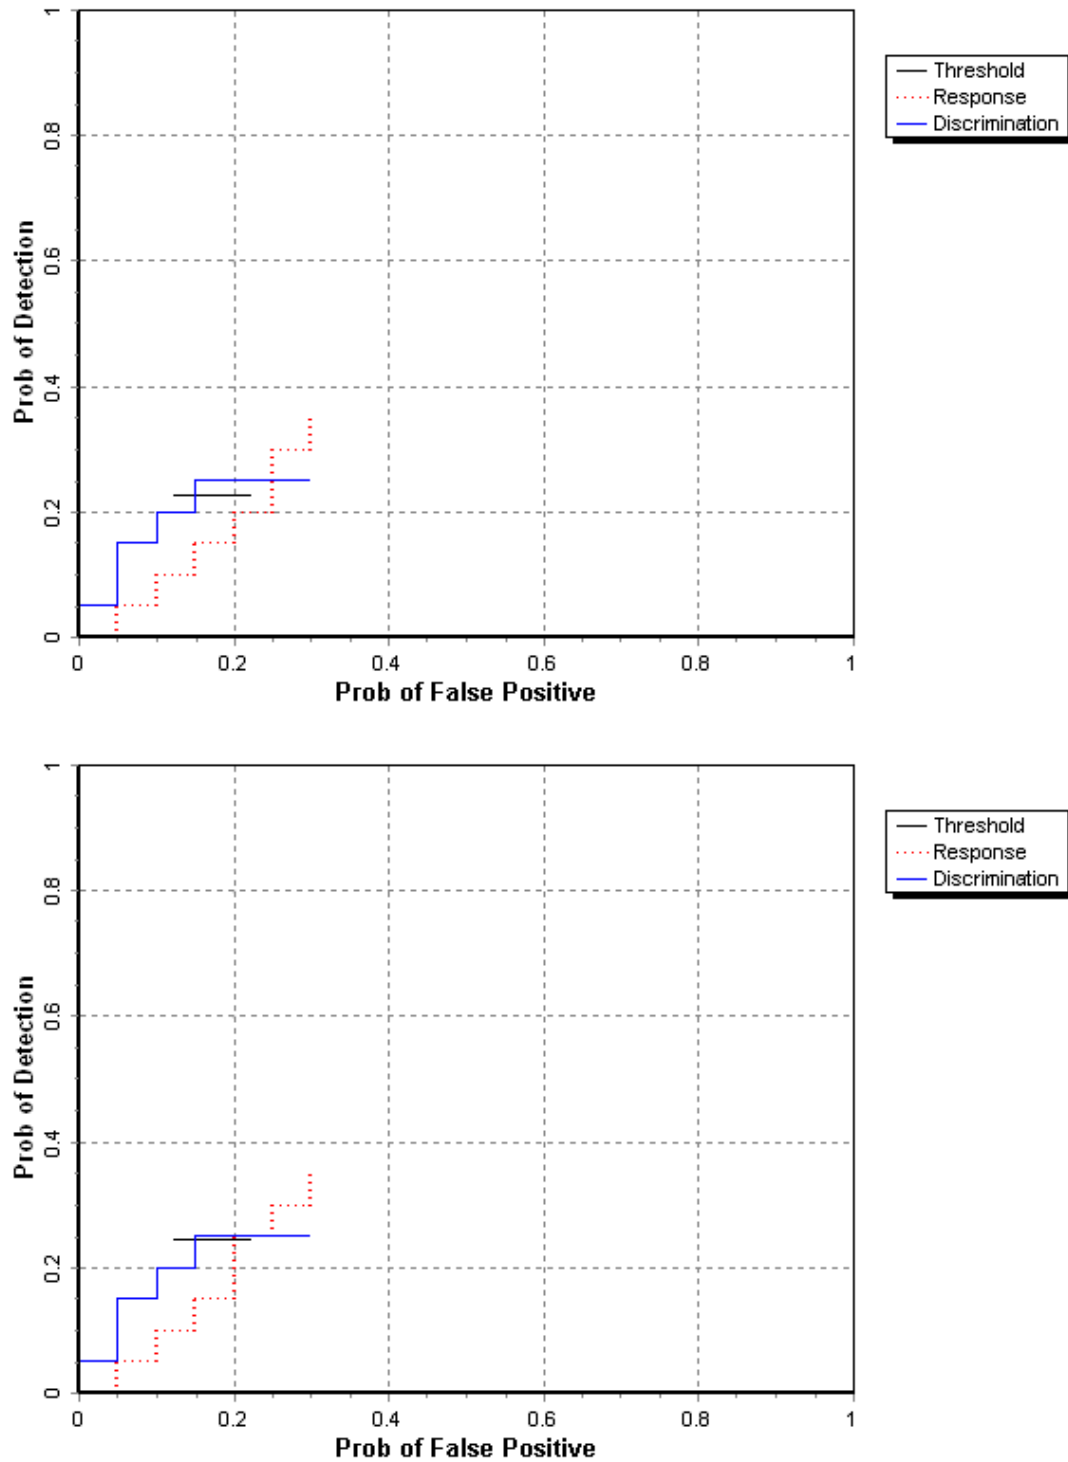 1
0.8
0.6
0.4
0.2
0
Prob of Detection
0 0.2 0.4 0.6 0.8 1
Prob of False Positive
Threshold
Response
Discrimination
1
0.8
0.6
0.4
0.2
0
Prob of Detection
0 0.2 0.4 0.6 0.8 1
Prob of False Positive
Threshold
Response
Discrimination